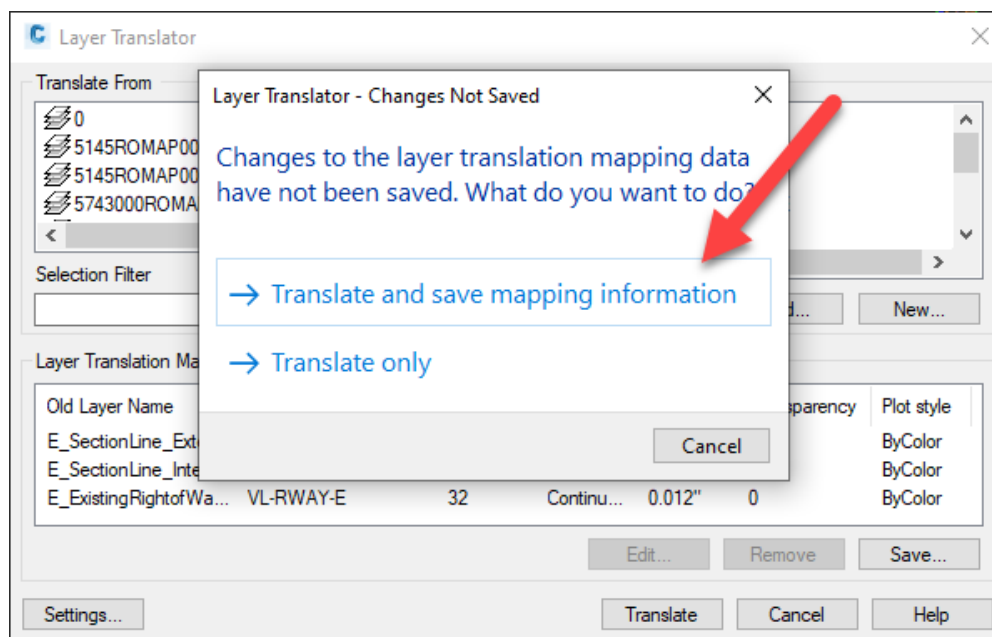 Layer Translator
Translate From
0
5145ROMAP00
5145ROMAP00
5743000ROMA
Selection Filter
New...
Layer Translator - Changes Not Saved
Changes to the layer translation mapping data
have not been saved. What do you want to do?
Translate and save mapping information
Translate only
Cancel
Layer Translation Ma
Old Layer Name sparency Plot style
E_SectionLine_Ext ByColor
E_SectionLine_Inte ByColor
E_ExistingRightofWa... VL-RWAY-E 32 Continu... 0.012" 0 ByColor
Edit... Remove Save...
Settings... Translate Cancel Help